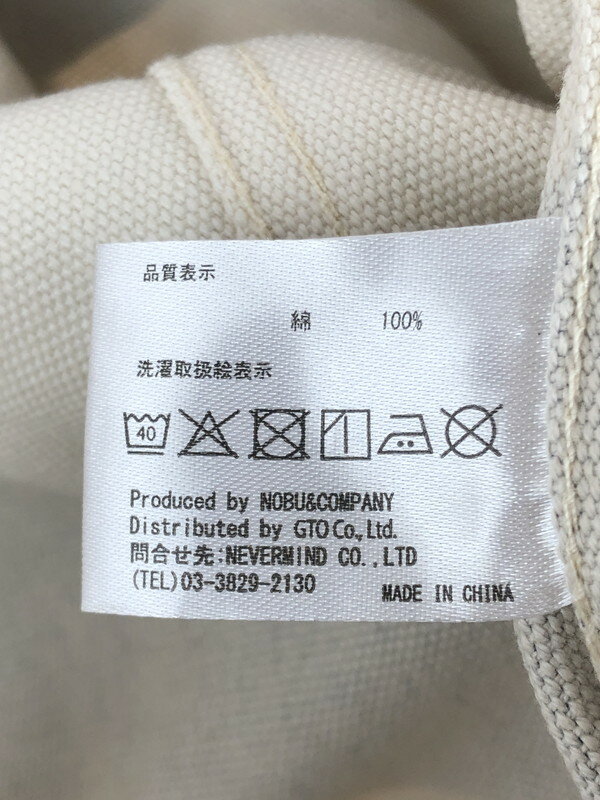 品質表示
綿 100%
洗濯取扱絵表示
40
Produced by NOBU&COMPANY
Distributed by GTO Co.,Ltd.
問合せ先:NEVERMIND CO.,LTD
(TEL)03-3829-2130
MADE IN CHINA